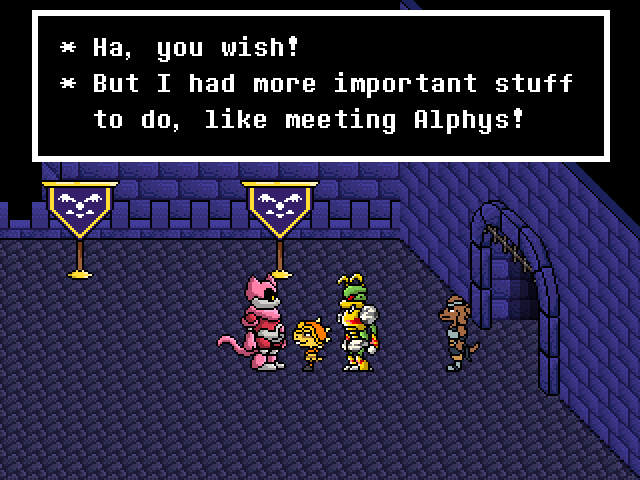 * Ha, you wish!
* But I had more important stuff
to do, like meeting Alphys!